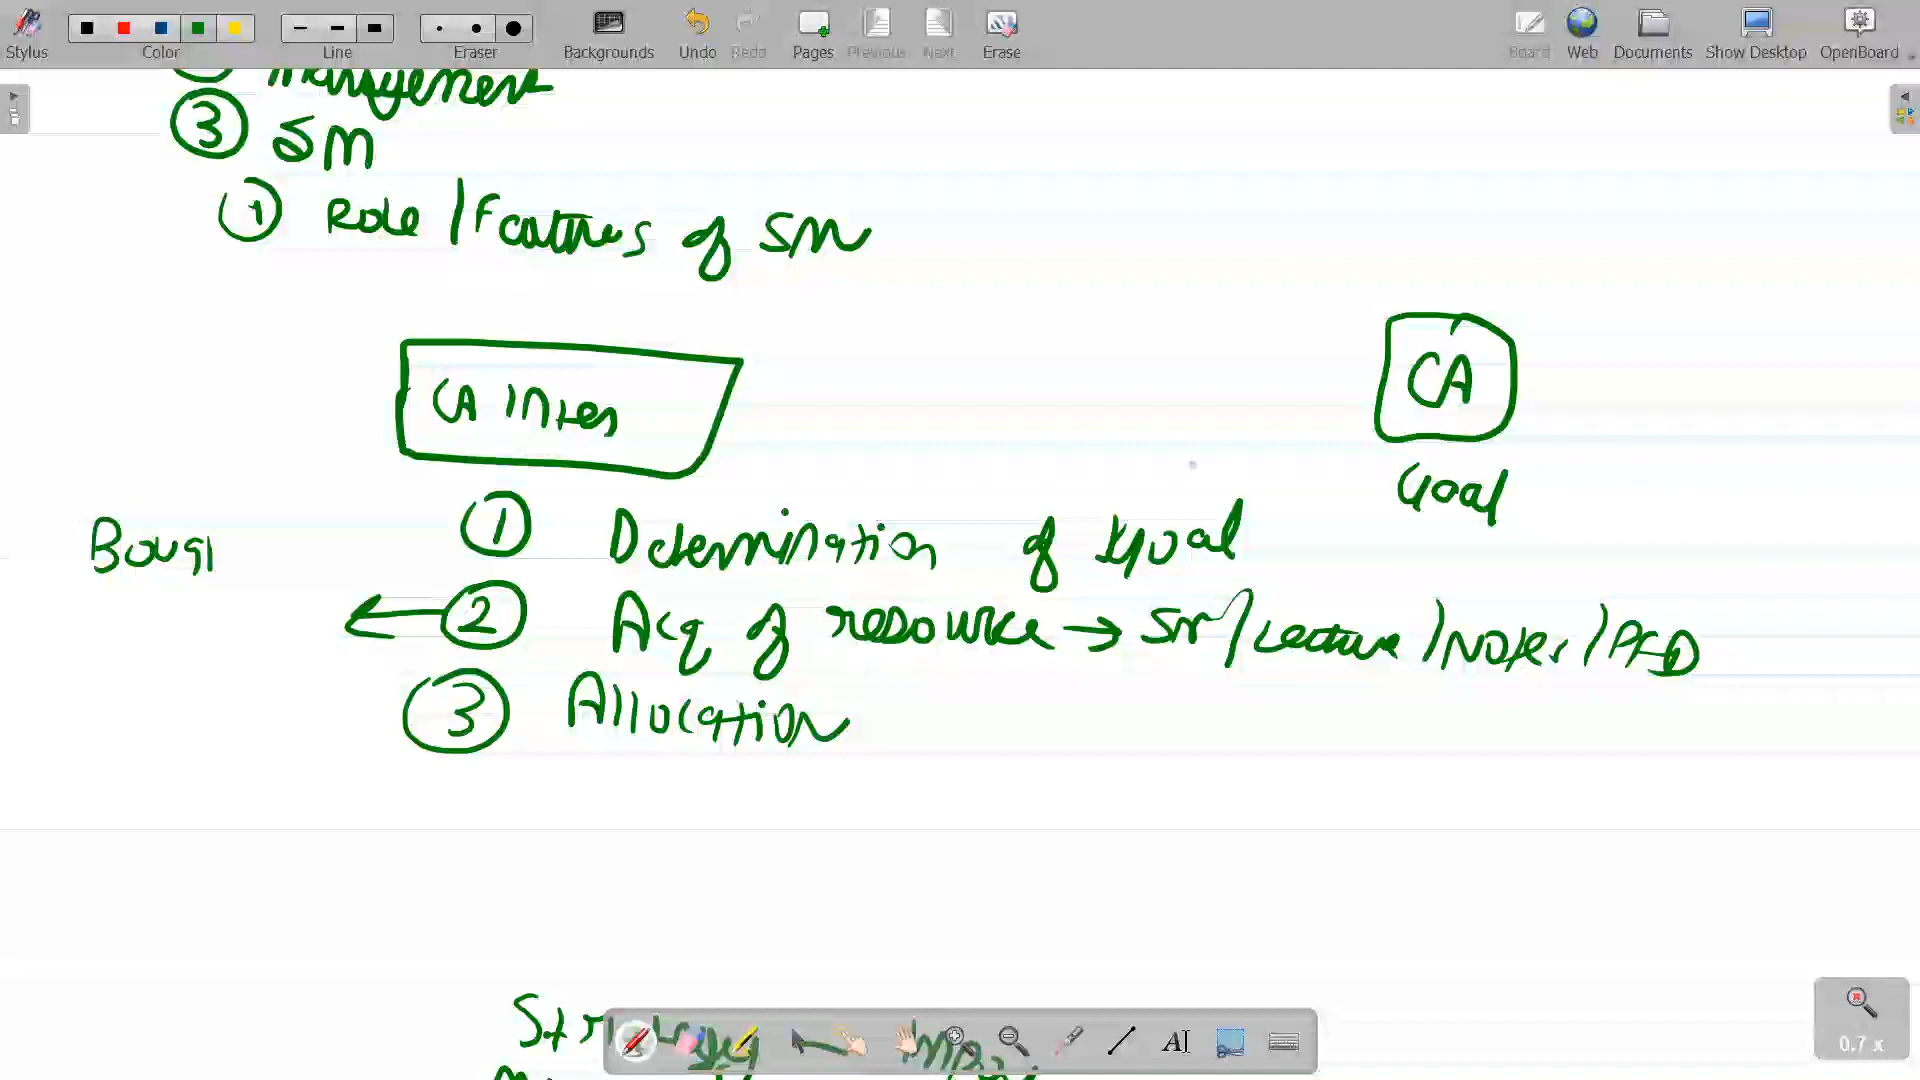 Stylus Color Line Eraser Backgrounds Undo Redo Pages Previous Next Erase Board Web Documents Show Desktop OpenBoard
management
③ SM
① Role / Features of SM
CA Inter
CA
Goal
① Determination of Goal
② Acq of resource → SM / Lecture / Notes /
③ Allocation
Strategy
0.7 x